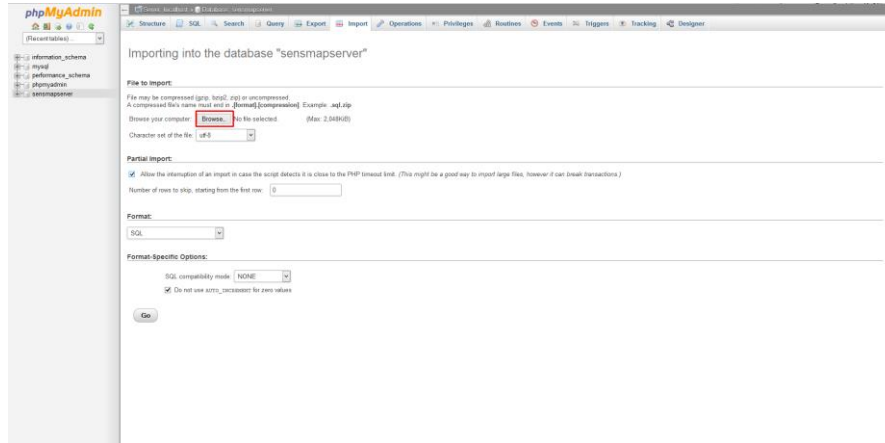 phpMyAdmin
(Recent tables) ...
information_schema
mysql
performance_schema
phpmyadmin
sensmapserver
Server: localhost » Database: sensmapserver
Structure SQL Search Query Export Import Operations Privileges Routines Events Triggers Tracking Designer
Importing into the database "sensmapserver"
File to Import:
File may be compressed (gzip, bzip2, zip) or uncompressed.
A compressed file's name must end in .[format].[compression]. Example: .sql.zip
Browse your computer: Browse... No file selected. (Max: 2,048KiB)
Character set of the file: utf-8
Partial Import:
Allow the interruption of an import in case the script detects it is close to the PHP timeout limit. (This might be a good way to import large files, however it can break transactions.)
Number of rows to skip, starting from the first row: 0
Format:
SQL
Format-Specific Options:
SQL compatibility mode: NONE
Do not use AUTO_INCREMENT for zero values
Go